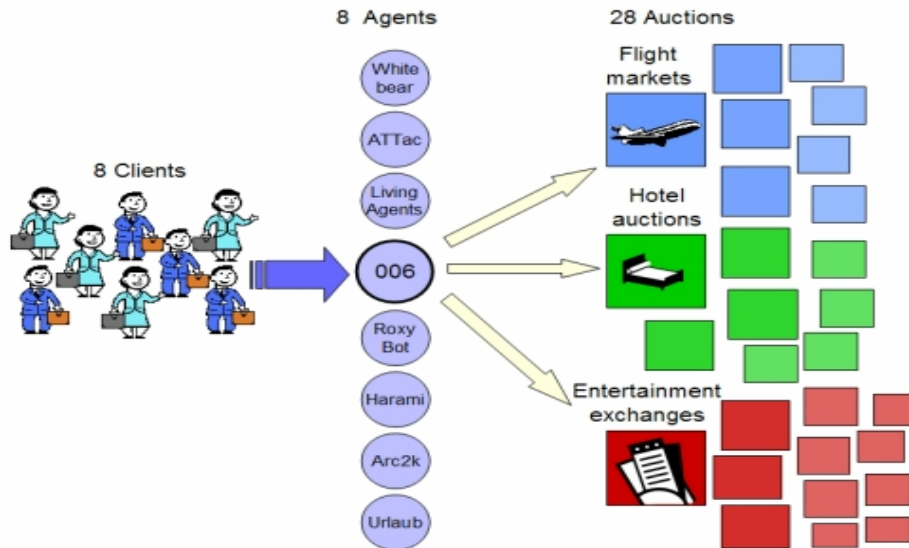 8 Agents
28 Auctions
8 Clients
White
bear
ATTac
Living
Agents
006
Roxy
Bot
Harami
Arc2k
Urlaub
Flight
markets
Hotel
auctions
Entertainment
exchanges